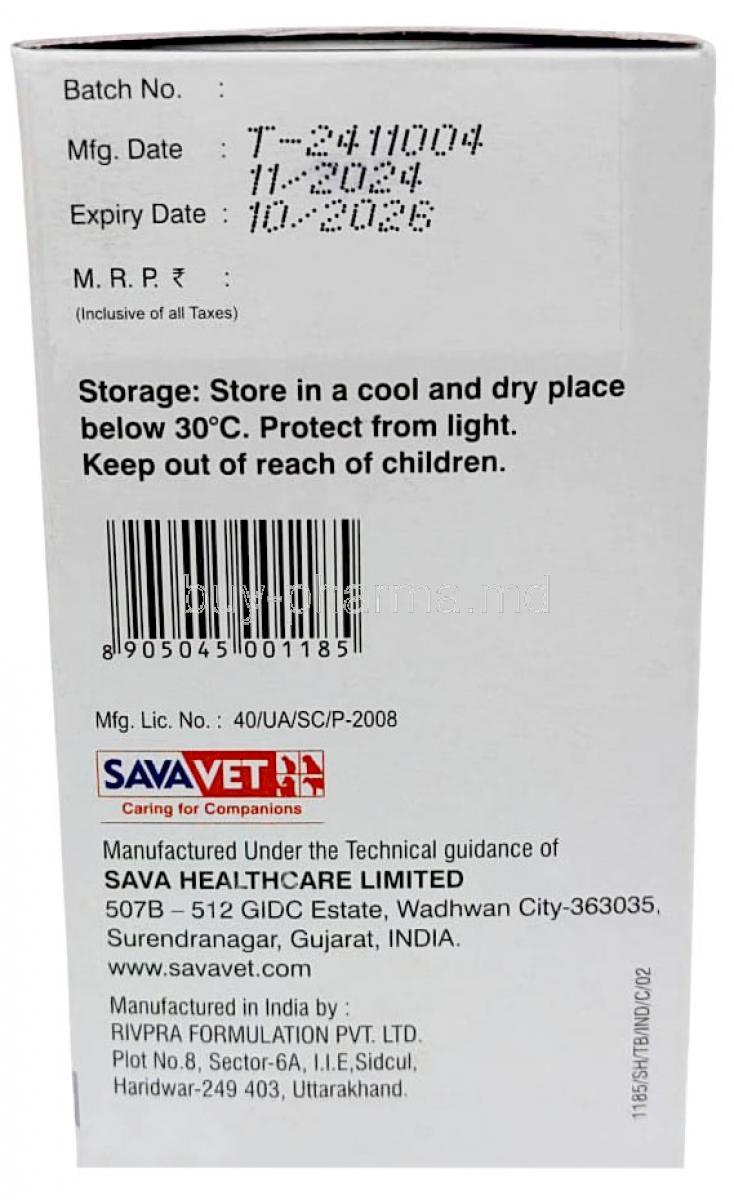 Batch No. :
Mfg. Date : T-2411004
11/2024
Expiry Date : 10/2026
M. R. P. ₹ :
(Inclusive of all Taxes)
Storage: Store in a cool and dry place
below 30°C. Protect from light.
Keep out of reach of children.
buy-pharma.md
8 905045 001185
Mfg. Lic. No. : 40/UA/SC/P-2008
SAVAVET
Caring for Companions
Manufactured Under the Technical guidance of
SAVA HEALTHCARE LIMITED
507B – 512 GIDC Estate, Wadhwan City-363035,
Surendranagar, Gujarat, INDIA.
www.savavet.com
Manufactured in India by :
RIVPRA FORMULATION PVT. LTD.
Plot No.8, Sector-6A, I.I.E,Sidcul,
Haridwar-249 403, Uttarakhand.
1185/SH/TB/IND/C/02